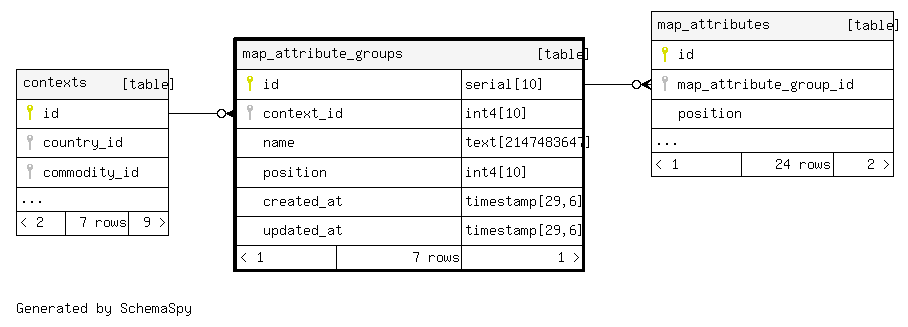 contexts [table]
id
country_id
commodity_id
...
< 2 7 rows 9 >
map_attribute_groups [table]
id serial[10]
context_id int4[10]
name text[2147483647]
position int4[10]
created_at timestamp[29,6]
updated_at timestamp[29,6]
< 1 7 rows 1 >
map_attributes [table]
id
map_attribute_group_id
position
...
< 1 24 rows 2 >
Generated by SchemaSpy